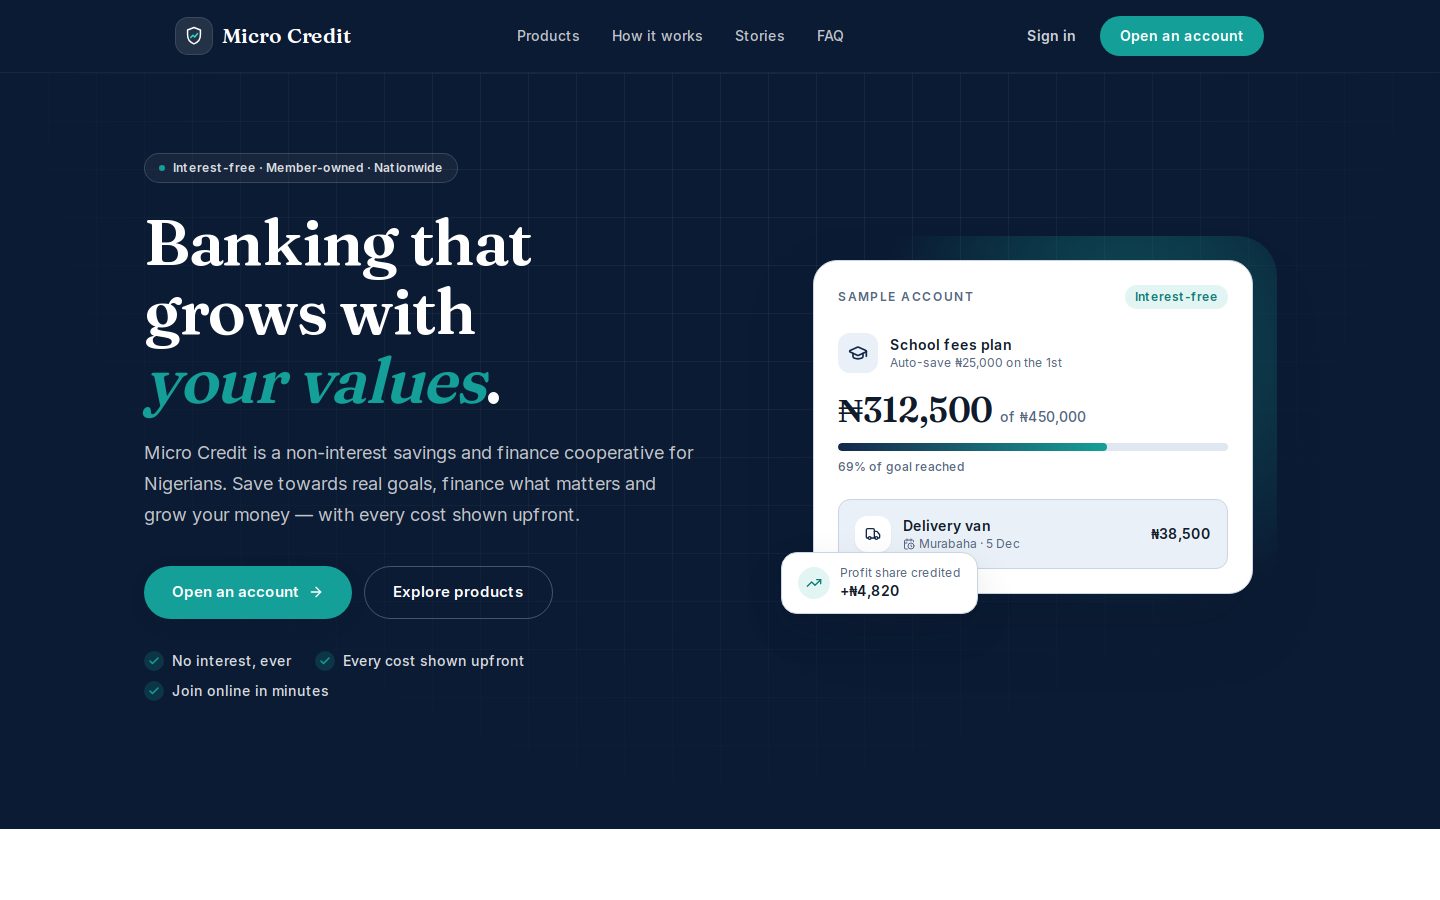 Micro Credit
Products
How it works
Stories
FAQ
Sign in
Open an account
Interest-free · Member-owned · Nationwide
Banking that
grows with
your values.
Micro Credit is a non-interest savings and finance cooperative for
Nigerians. Save towards real goals, finance what matters and
grow your money — with every cost shown upfront.
Open an account
Explore products
No interest, ever
Every cost shown upfront
Join online in minutes
SAMPLE ACCOUNT
Interest-free
School fees plan
Auto-save ₦25,000 on the 1st
₦312,500 of ₦450,000
69% of goal reached
Delivery van
Murabaha · 5 Dec
₦38,500
Profit share credited
+₦4,820